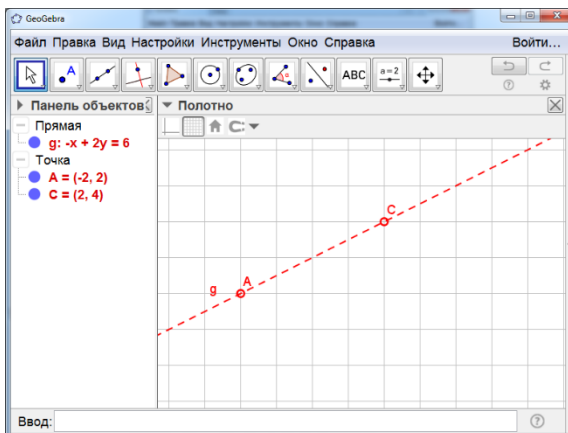 GeoGebra
Файл Правка Вид Настройки Инструменты Окно Справка Войти...
A ABC a=2
Панель объектов Полотно
Прямая
g: -x + 2y = 6
Точка
A = (-2, 2)
C = (2, 4)
C
g A
Ввод: